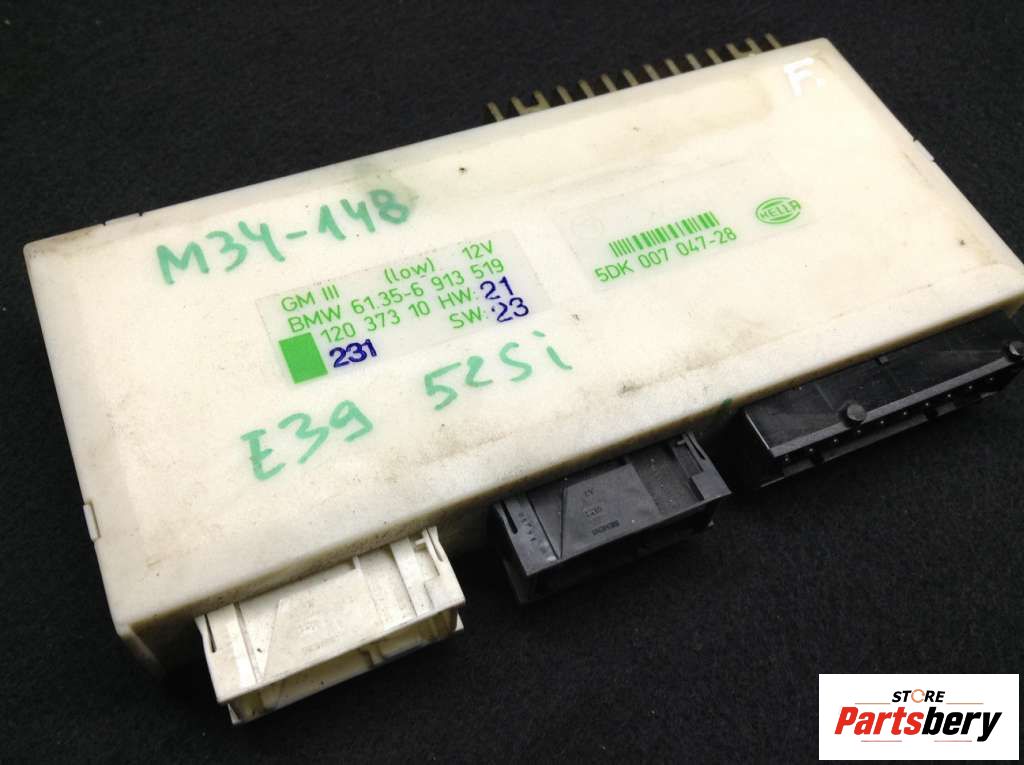 F.
M34-148
GM III (low) 12V
BMW 61.35-6 913 519
120 373 10 HW: 21
231 SW: 23
5DK 007 047-28
HELLA
E39 525i
STORE
Partsbery